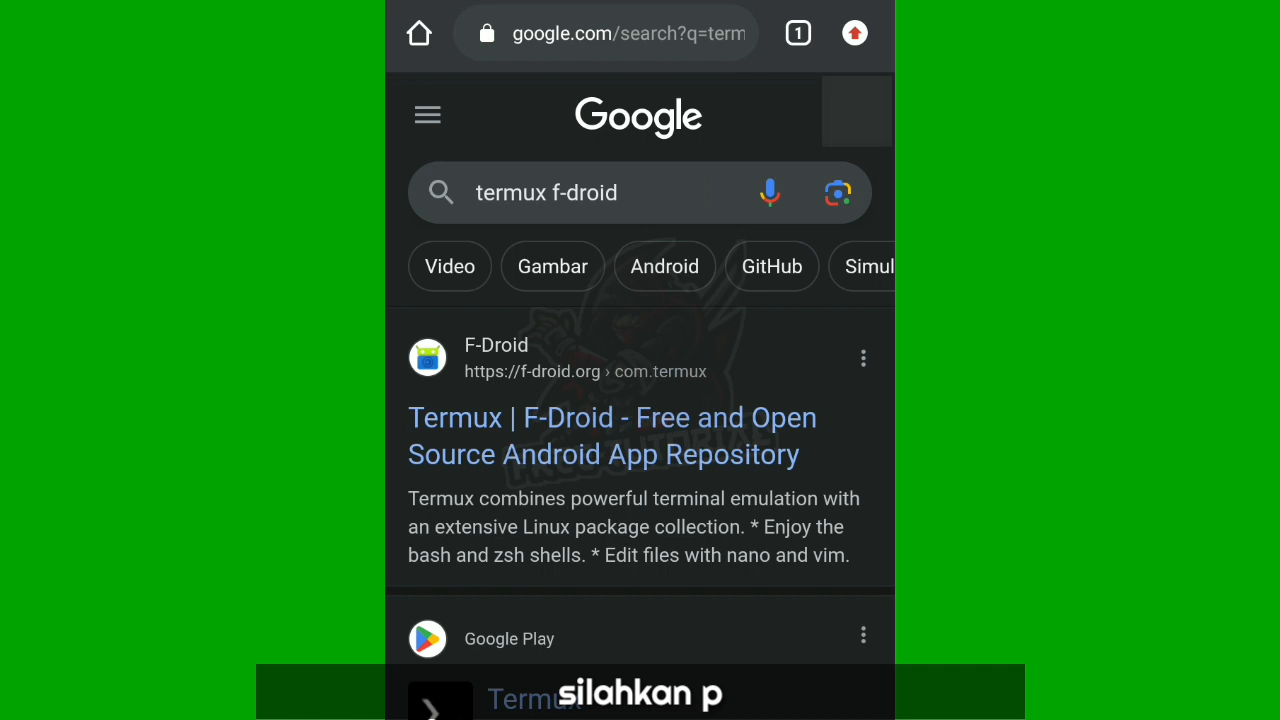 google.com/search?q=term
1
Google
termux f-droid
Video
Gambar
Android
GitHub
Simul
F-Droid
https://f-droid.org › com.termux
Termux | F-Droid - Free and Open
Source Android App Repository
Termux combines powerful terminal emulation with
an extensive Linux package collection. * Enjoy the
bash and zsh shells. * Edit files with nano and vim.
Google Play
Termux
silahkan p